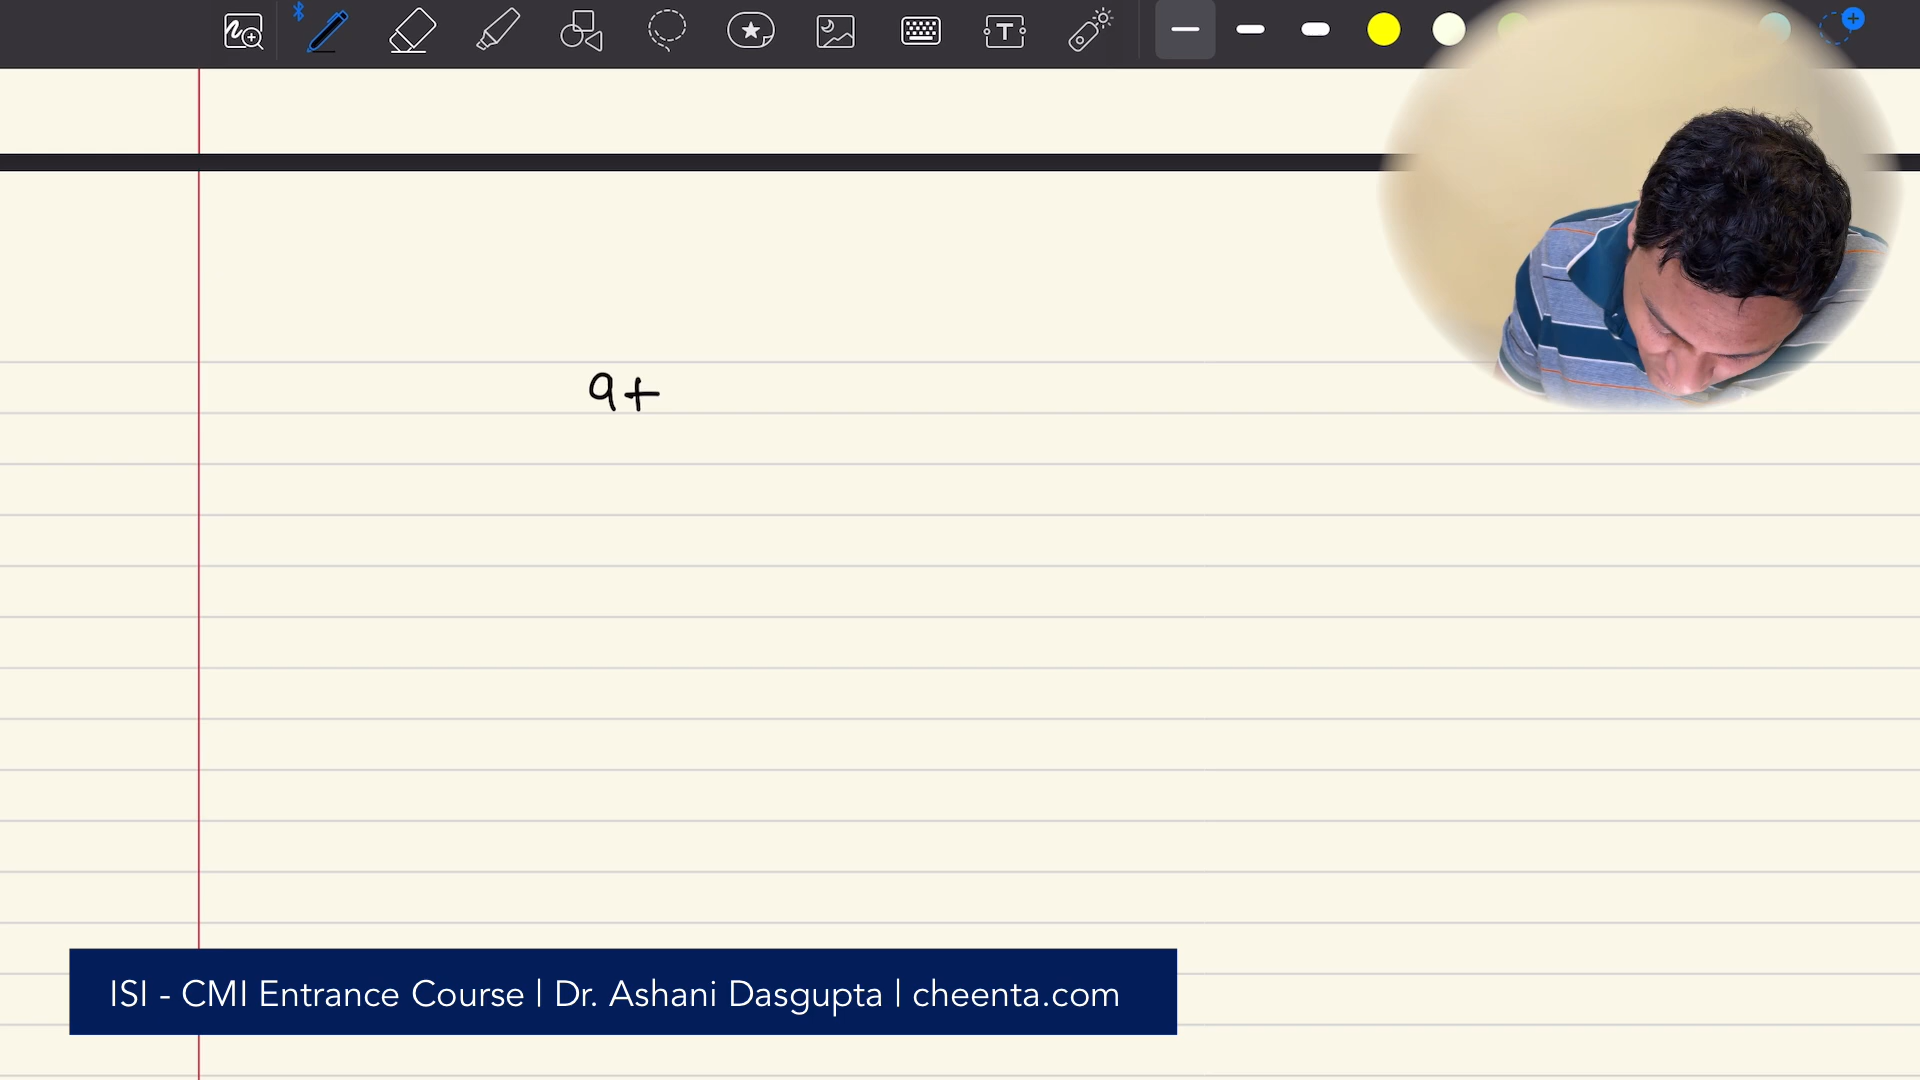 9+
ISI - CMI Entrance Course | Dr. Ashani Dasgupta | cheenta.com